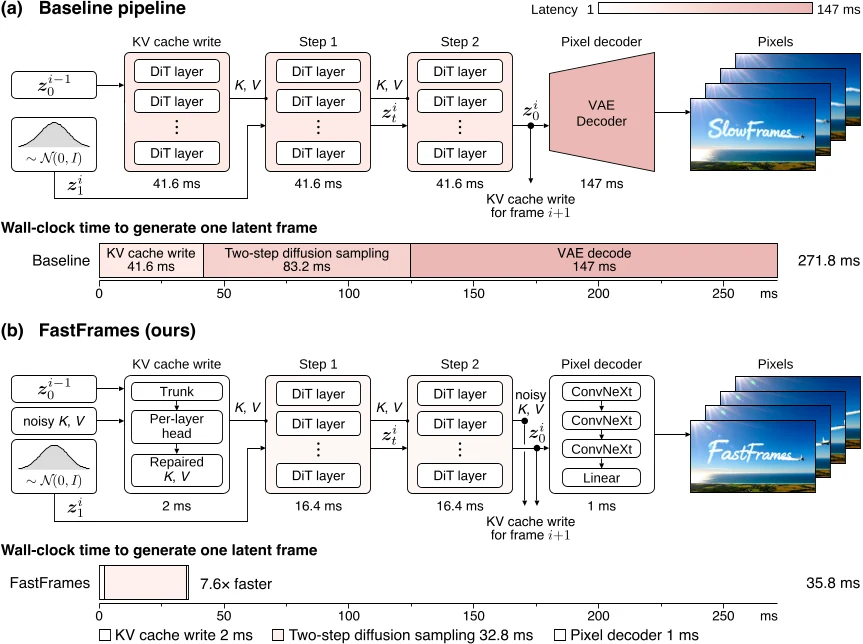 (a) Baseline pipeline
Latency 1 147 ms
KV cache write Step 1 Step 2 Pixel decoder Pixels
z_0^{i−1}
DiT layer DiT layer DiT layer
K, V K, V
DiT layer DiT layer DiT layer
z_t^i z_0^i
VAE
Decoder
SlowFrames
⋮ ⋮ ⋮
∼ N(0, I)
DiT layer DiT layer DiT layer
z_1^i
41.6 ms 41.6 ms 41.6 ms 147 ms
KV cache write
for frame i+1
Wall-clock time to generate one latent frame
Baseline
KV cache write
41.6 ms
Two-step diffusion sampling
83.2 ms
VAE decode
147 ms
271.8 ms
0 50 100 150 200 250 ms
(b) FastFrames (ours)
KV cache write Step 1 Step 2 Pixel decoder Pixels
z_0^{i−1}
noisy K, V
∼ N(0, I)
z_1^i
Trunk
Per-layer
head
Repaired
K, V
2 ms
K, V
DiT layer
DiT layer
⋮
DiT layer
16.4 ms
K, V
z_t^i
DiT layer
DiT layer
⋮
DiT layer
16.4 ms
noisy
K, V
z_0^i
KV cache write
for frame i+1
ConvNeXt
ConvNeXt
ConvNeXt
Linear
1 ms
FastFrames
Wall-clock time to generate one latent frame
FastFrames 7.6× faster 35.8 ms
0 50 100 150 200 250 ms
KV cache write 2 ms Two-step diffusion sampling 32.8 ms Pixel decoder 1 ms